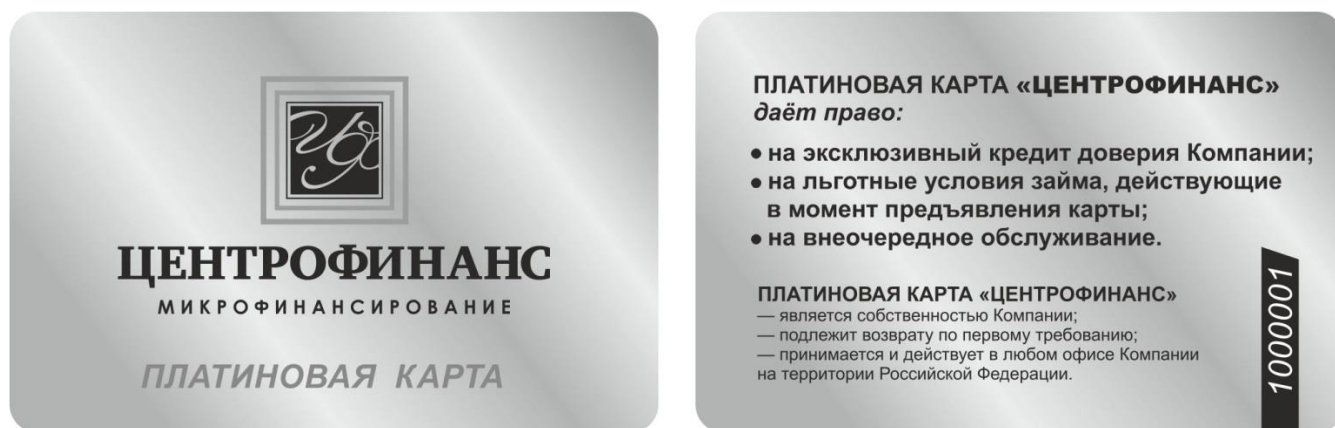 ЦФ
ЦЕНТРОФИНАНС
МИКРОФИНАНСИРОВАНИЕ
ПЛАТИНОВАЯ КАРТА
ПЛАТИНОВАЯ КАРТА «ЦЕНТРОФИНАНС»
даёт право:
• на эксклюзивный кредит доверия Компании;
• на льготные условия займа, действующие
в момент предъявления карты;
• на внеочередное обслуживание.
ПЛАТИНОВАЯ КАРТА «ЦЕНТРОФИНАНС»
— является собственностью Компании;
— подлежит возврату по первому требованию;
— принимается и действует в любом офисе Компании
на территории Российской Федерации.
1000001